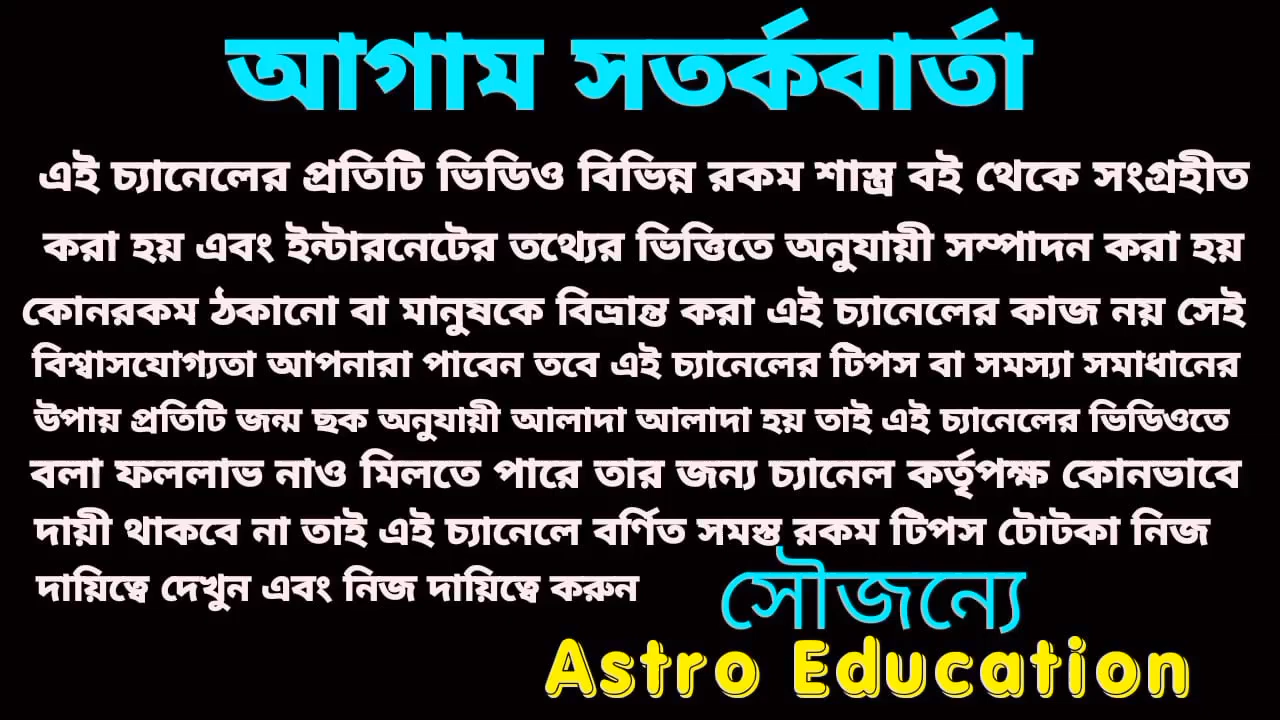 আগাম সতর্কবার্তা
এই চ্যানেলের প্রতিটি ভিডিও বিভিন্ন রকম শাস্ত্র বই থেকে সংগ্রহীত
করা হয় এবং ইন্টারনেটের তথ্যের ভিত্তিতে অনুযায়ী সম্পাদন করা হয়
কোনরকম ঠকানো বা মানুষকে বিভ্রান্ত করা এই চ্যানেলের কাজ নয় সেই
বিশ্বাসযোগ্যতা আপনারা পাবেন তবে এই চ্যানেলের টিপস বা সমস্যা সমাধানের
উপায় প্রতিটি জন্ম ছক অনুযায়ী আলাদা আলাদা হয় তাই এই চ্যানেলের ভিডিওতে
বলা ফললাভ নাও মিলতে পারে তার জন্য চ্যানেল কর্তৃপক্ষ কোনভাবে
দায়ী থাকবে না তাই এই চ্যানেলে বর্ণিত সমস্ত রকম টিপস টোটকা নিজ
দায়িত্বে দেখুন এবং নিজ দায়িত্বে করুন
সৌজন্যে
Astro Education